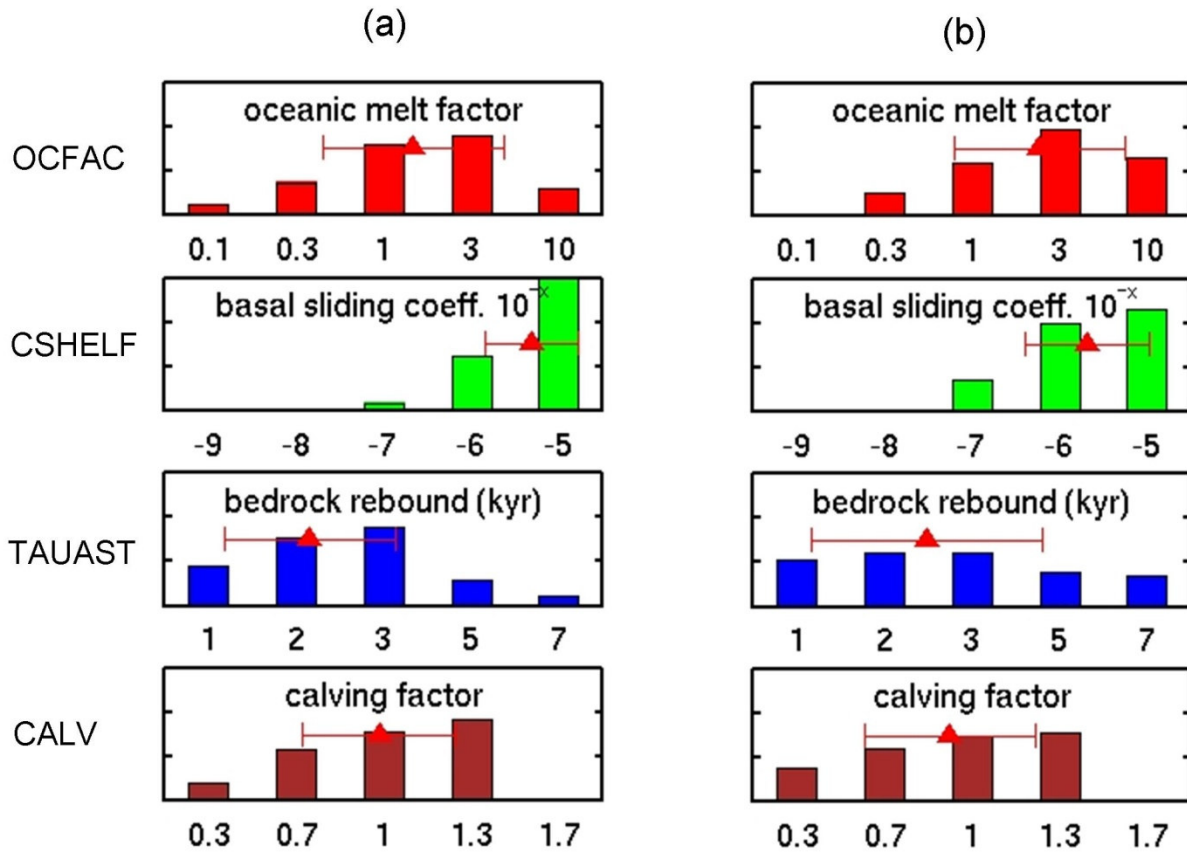 (a)
(b)
OCFAC
oceanic melt factor
0.1 0.3 1 3 10
oceanic melt factor
0.1 0.3 1 3 10
CSHELF
basal sliding coeff. 10⁻ˣ
-9 -8 -7 -6 -5
basal sliding coeff. 10⁻ˣ
-9 -8 -7 -6 -5
TAUAST
bedrock rebound (kyr)
1 2 3 5 7
bedrock rebound (kyr)
1 2 3 5 7
CALV
calving factor
0.3 0.7 1 1.3 1.7
calving factor
0.3 0.7 1 1.3 1.7